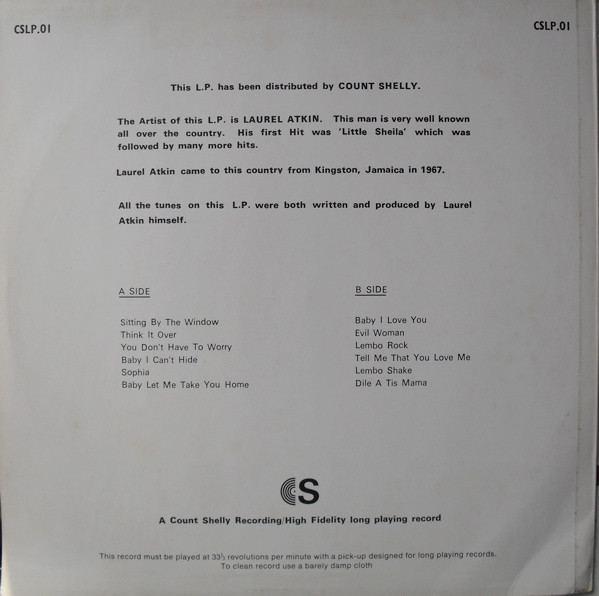 CSLP.01
CSLP.01
This L.P. has been distributed by COUNT SHELLY.
The Artist of this L.P. is LAUREL ATKIN. This man is very well known
all over the country. His first Hit was 'Little Sheila' which was
followed by many more hits.
Laurel Atkin came to this country from Kingston, Jamaica in 1967.
All the tunes on this L.P. were both written and produced by Laurel
Atkin himself.
A SIDE
Sitting By The Window
Think It Over
You Don't Have To Worry
Baby I Can't Hide
Sophia
Baby Let Me Take You Home
B SIDE
Baby I Love You
Evil Woman
Lembo Rock
Tell Me That You Love Me
Lembo Shake
Dile A Tis Mama
CS
A Count Shelly Recording/High Fidelity long playing record
This record must be played at 33⅓ revolutions per minute with a pick-up designed for long playing records.
To clean record use a barely damp cloth